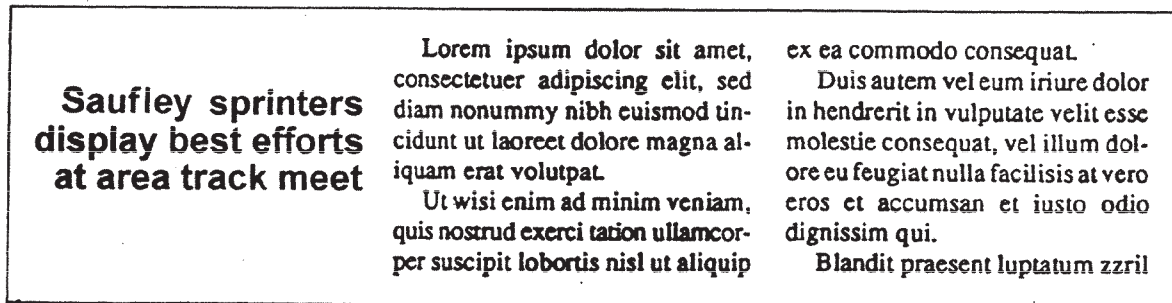 Saufley sprinters
display best efforts
at area track meet
Lorem ipsum dolor sit amet,
consectetuer adipiscing elit, sed
diam nonummy nibh euismod tin-
cidunt ut laoreet dolore magna al-
iquam erat volutpat.
Ut wisi enim ad minim veniam,
quis nostrud exerci tation ullamcor-
per suscipit lobortis nisl ut aliquip
ex ea commodo consequat.
Duis autem vel eum iriure dolor
in hendrerit in vulputate velit esse
molestie consequat, vel illum dol-
ore eu feugiat nulla facilisis at vero
eros et accumsan et iusto odio
dignissim qui.
Blandit praesent luptatum zzril